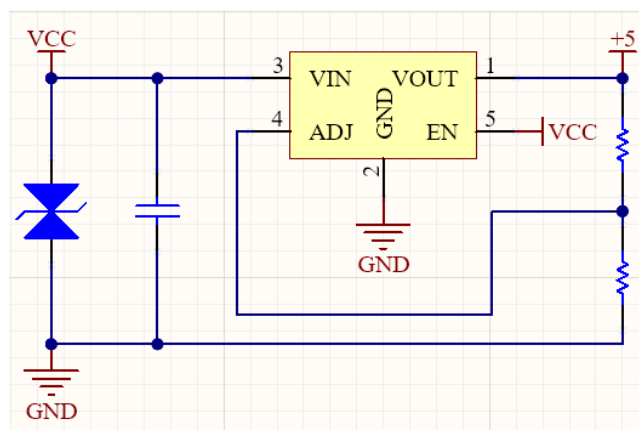 VCC
+5
3 VIN VOUT 1
4 ADJ GND EN 5 VCC
2
GND
GND